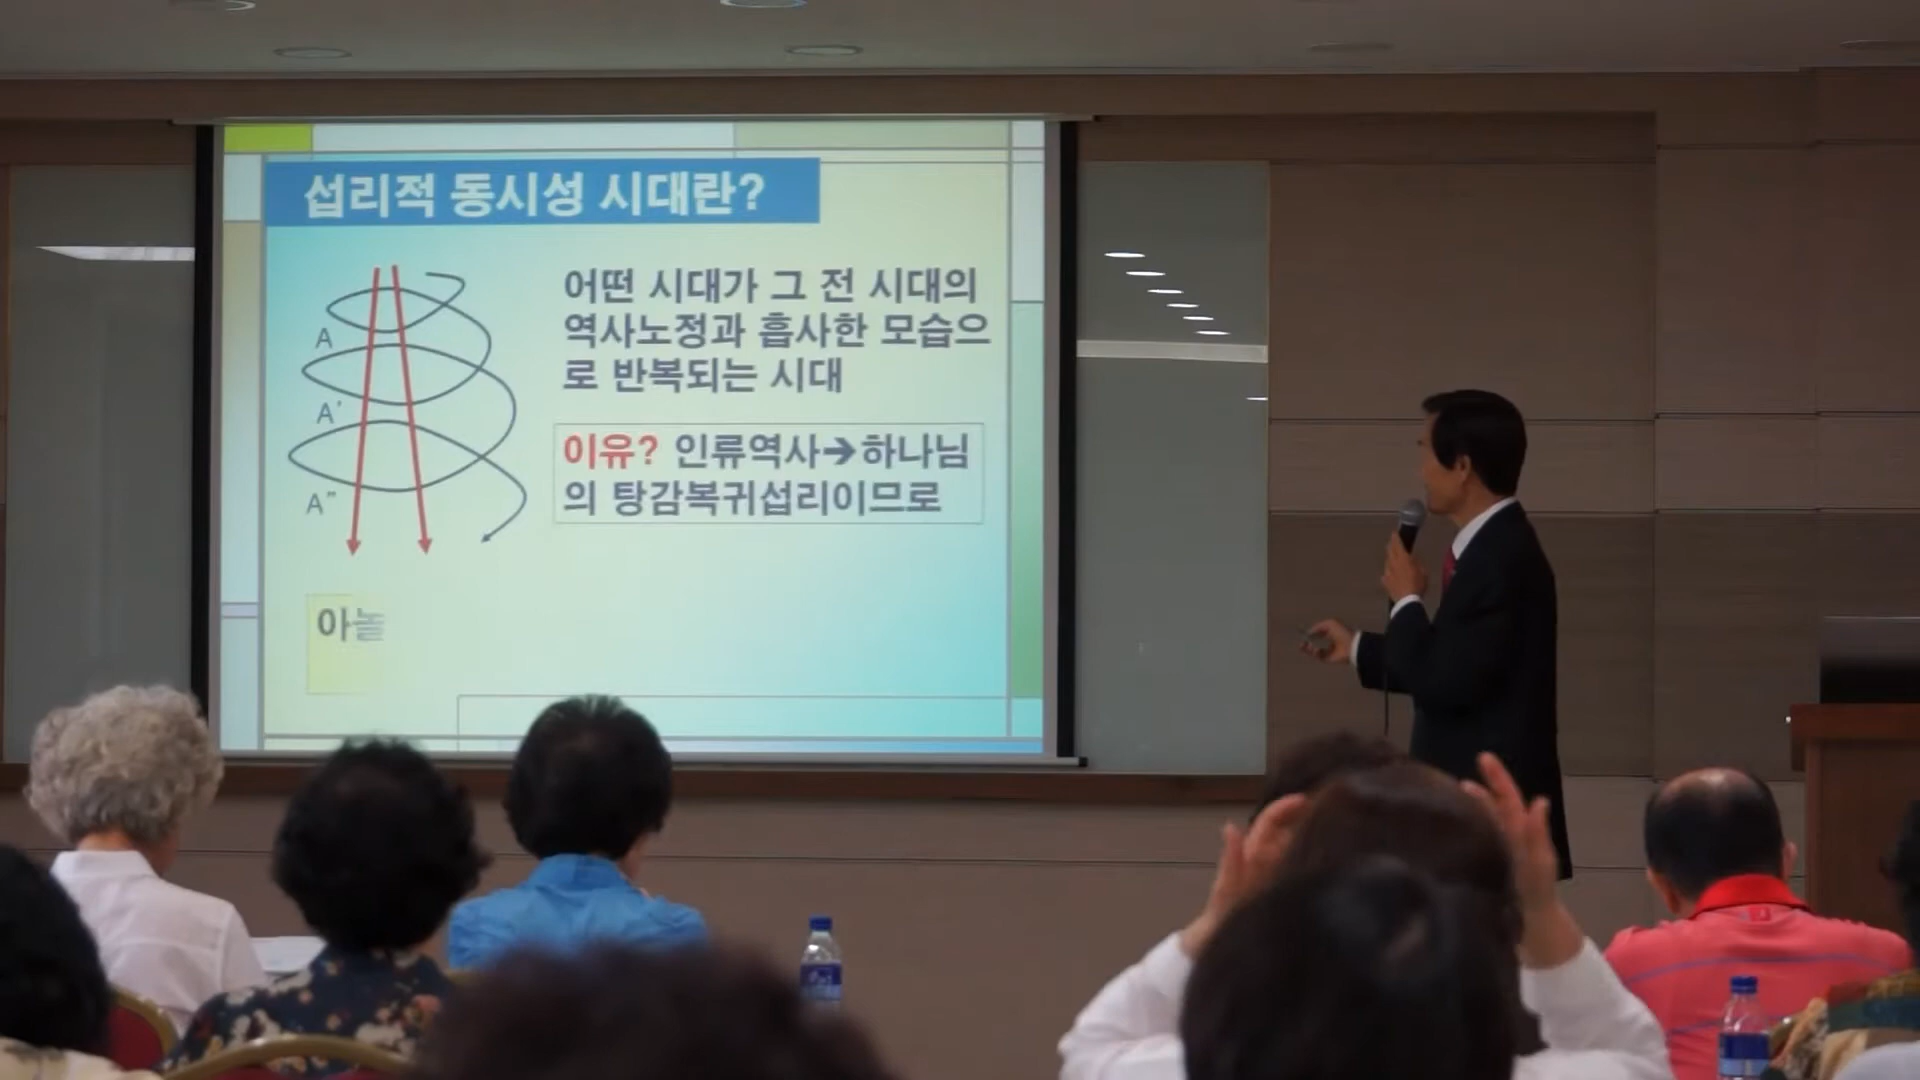 섭리적 동시성 시대란?
어떤 시대가 그 전 시대의
역사노정과 흡사한 모습으
로 반복되는 시대
A
A'
A"
이유? 인류역사→하나님
의 탕감복귀섭리이므로
아놀